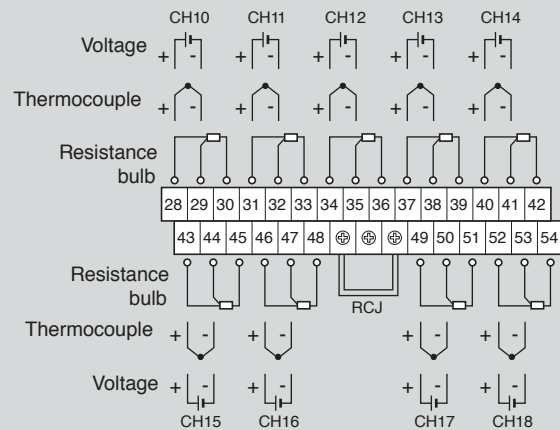 CH10 CH11 CH12 CH13 CH14
Voltage + - + - + - + - + -
Thermocouple + - + - + - + - + -
Resistance
bulb
28 29 30 31 32 33 34 35 36 37 38 39 40 41 42
43 44 45 46 47 48 49 50 51 52 53 54
Resistance
bulb
RCJ
Thermocouple + - + - + - + -
Voltage + - + - + - + -
CH15 CH16 CH17 CH18